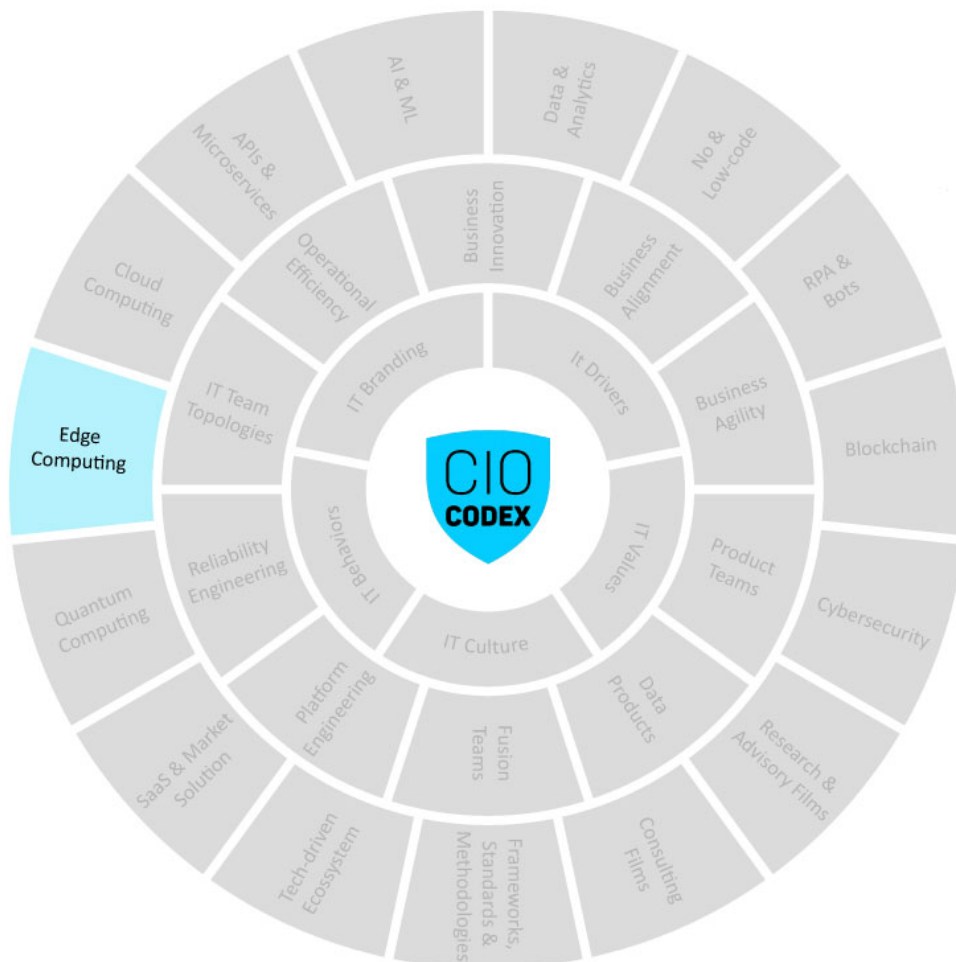 AI & ML
Data &
Analytics
No &
Low-code
RPA &
Bots
Blockchain
Cybersecurity
Research &
Advisory Films
Consulting
Films
Frameworks,
Standards &
Methodologies
Tech-driven
Ecosystem
SaaS & Market
Solution
Quantum
Computing
Edge
Computing
Cloud
Computing
APIs &
Microservices
Business
Innovation
Business
Alignment
Business
Agility
Product
Teams
Data
Products
Fusion
Teams
Platform
Engineering
Reliability
Engineering
IT Team
Topologies
Operational
Efficiency
IT Branding
It Drivers
IT Values
IT Culture
IT Behaviors
CIO
CODEX